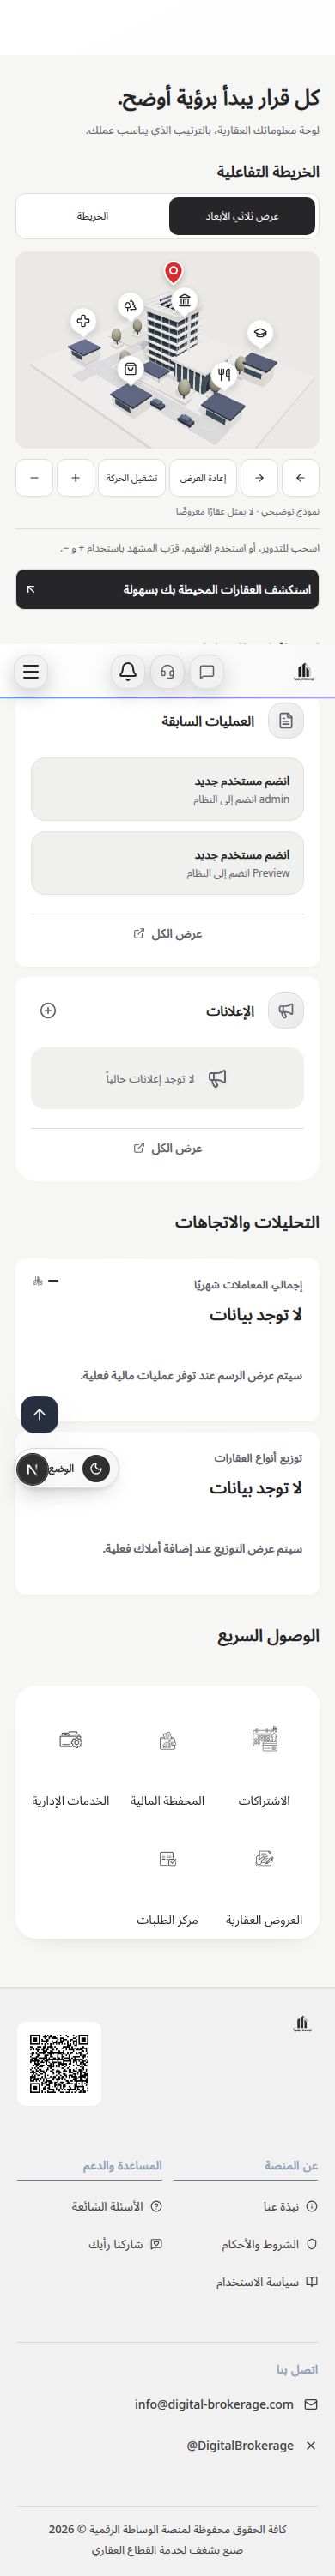 كل قرار يبدأ برؤية أوضح.
لوحة معلوماتك العقارية، بالترتيب الذي يناسب عملك.
الخريطة التفاعلية
عرض ثلاثي الأبعاد
الخريطة
إعادة العرض
تشغيل الحركة
نموذج توضيحي · لا يمثل عقارًا معروضًا
اسحب للتدوير، أو استخدم الأسهم. قرّب المشهد باستخدام + و −.
استكشف العقارات المحيطة بك بسهولة
العمليات السابقة
انضم مستخدم جديد
admin انضم إلى النظام
انضم مستخدم جديد
Preview انضم إلى النظام
عرض الكل
الإعلانات
لا توجد إعلانات حالياً
عرض الكل
التحليلات والاتجاهات
إجمالي المعاملات شهريًا
لا توجد بيانات
سيتم عرض الرسم عند توفر عمليات مالية فعلية.
توزيع أنواع العقارات
الوضع
N
لا توجد بيانات
سيتم عرض التوزيع عند إضافة أملاك فعلية.
الوصول السريع
الاشتراكات
المحفظة المالية
الخدمات الإدارية
العروض العقارية
مركز الطلبات
عن المنصة
نبذة عنا
الشروط والأحكام
سياسة الاستخدام
المساعدة والدعم
الأسئلة الشائعة
شاركنا رأيك
اتصل بنا
info@digital-brokerage.com
@DigitalBrokerage
كافة الحقوق محفوظة لمنصة الوساطة الرقمية © 2026
صنع بشغف لخدمة القطاع العقاري